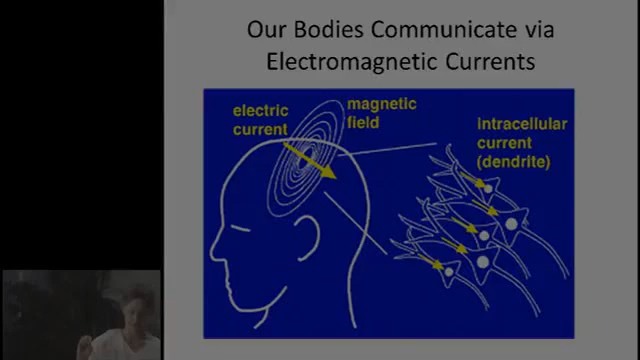 Our Bodies Communicate via
Electromagnetic Currents
electric
current
magnetic
field
intracellular
current
(dendrite)